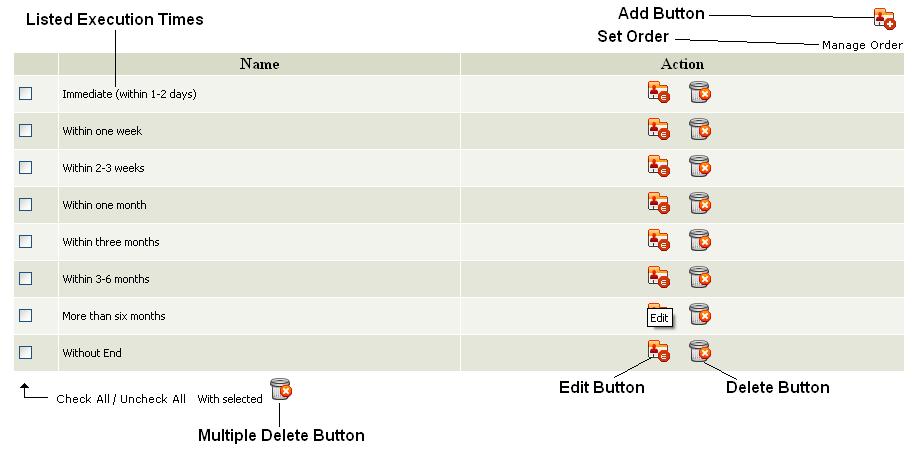 Listed Execution Times
Add Button
Set Order
Manage Order
Name Action
Immediate (within 1-2 days)
Within one week
Within 2-3 weeks
Within one month
Within three months
Within 3-6 months
More than six months
Edit
Without End
Edit Button
Delete Button
Check All / Uncheck All With selected
Multiple Delete Button